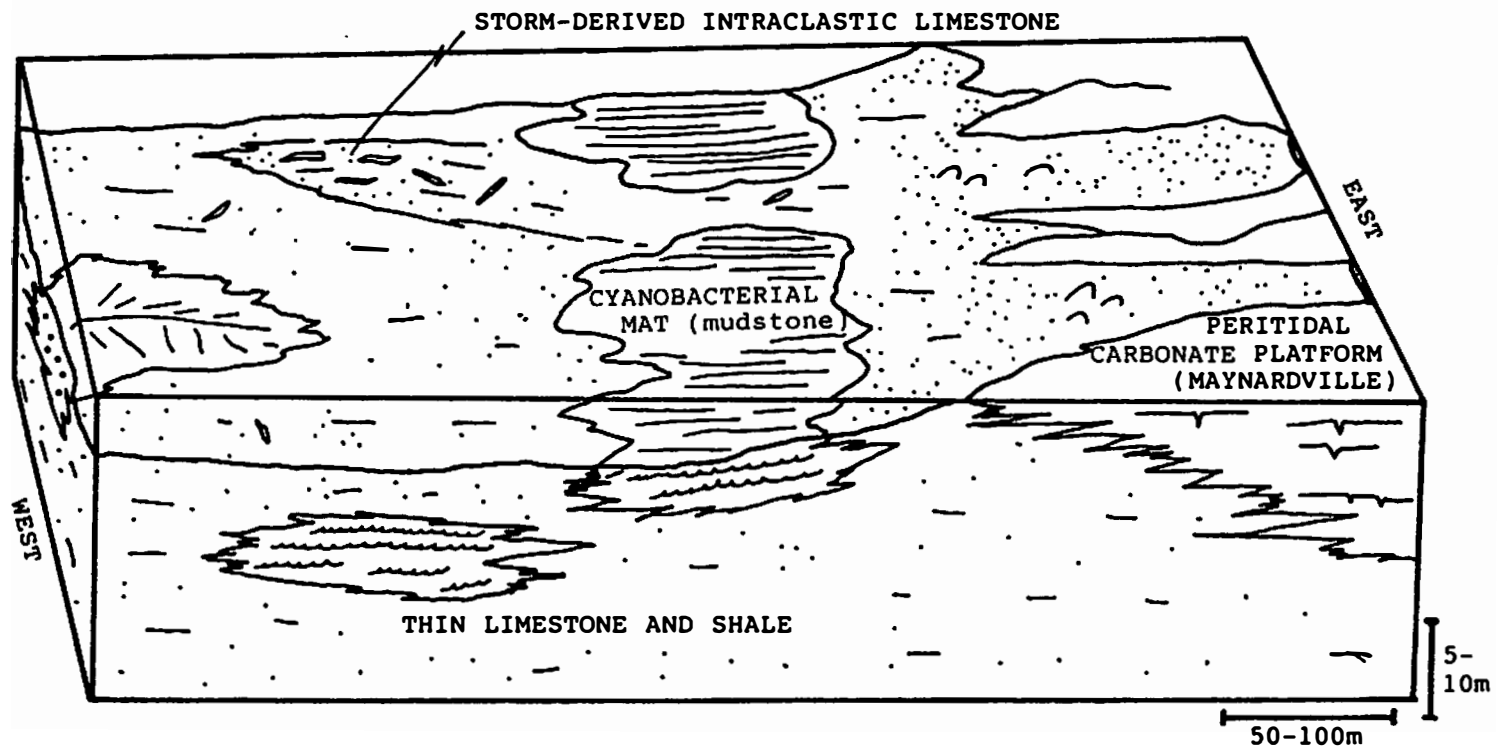 STORM-DERIVED INTRACLASTIC LIMESTONE
EAST
CYANOBACTERIAL
MAT (mudstone)
PERITIDAL
CARBONATE PLATFORM
(MAYNARDVILLE)
WEST
THIN LIMESTONE AND SHALE
5-
10m
50-100m